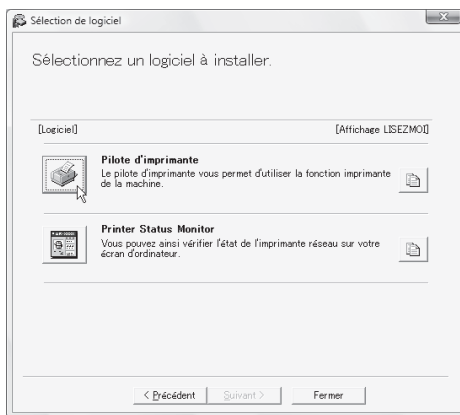 Sélection de logiciel
Sélectionnez un logiciel à installer.
[Logiciel] [Affichage LISEZMOI]
Pilote d'imprimante
Le pilote d'imprimante vous permet d'utiliser la fonction imprimante
de la machine.
Printer Status Monitor
Vous pouvez ainsi vérifier l'état de l'imprimante réseau sur votre
écran d'ordinateur.
< Précédent Suivant > Fermer